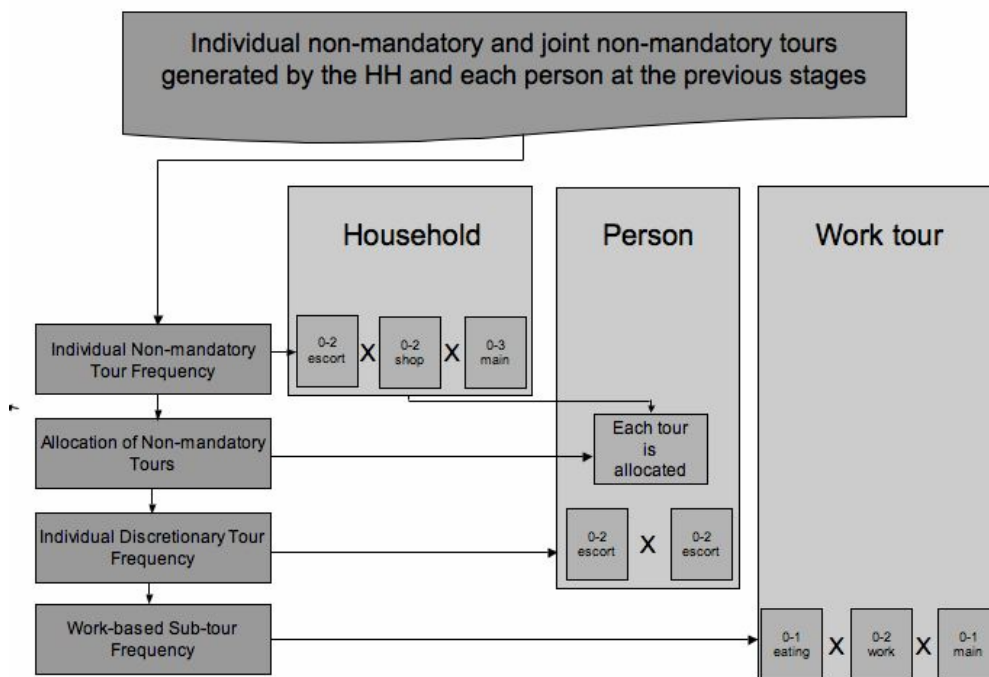 Individual non-mandatory and joint non-mandatory tours
generated by the HH and each person at the previous stages
Household
Person
Work tour
Individual Non-mandatory
Tour Frequency
0-2
escort
X
0-2
shop
X
0-3
main
Allocation of Non-mandatory
Tours
Each tour
is
allocated
Individual Discretionary Tour
Frequency
0-2
escort
X
0-2
escort
Work-based Sub-tour
Frequency
0-1
eating
X
0-2
work
X
0-1
main